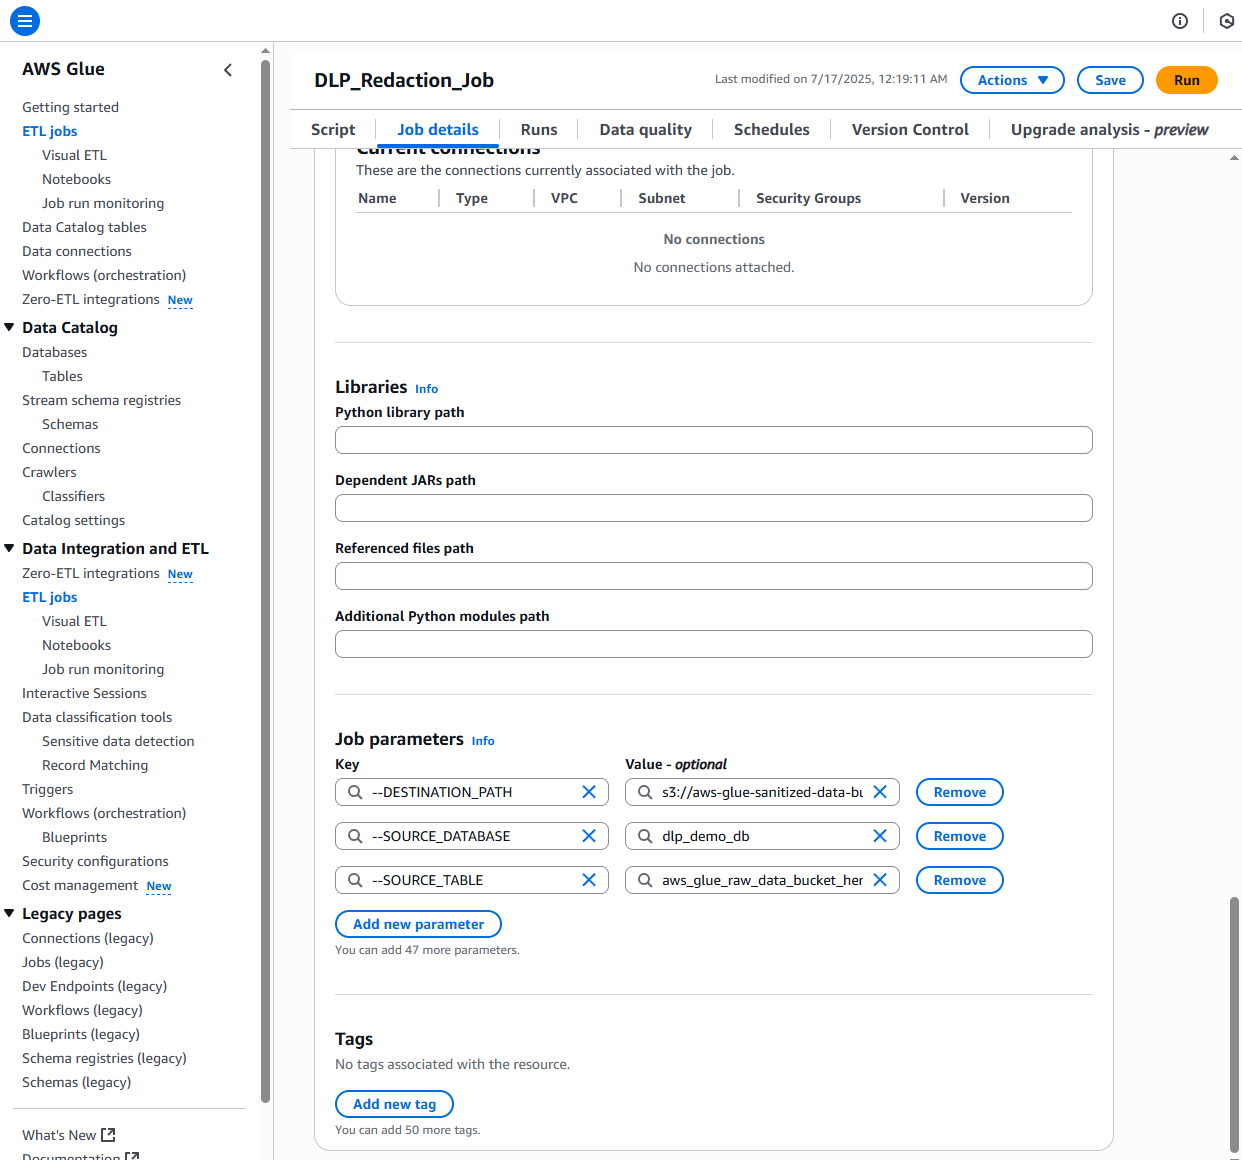 AWS Glue
Getting started
ETL jobs
Visual ETL
Notebooks
Job run monitoring
Data Catalog tables
Data connections
Workflows (orchestration)
Zero-ETL integrations New
Data Catalog
Databases
Tables
Stream schema registries
Schemas
Connections
Crawlers
Classifiers
Catalog settings
Data Integration and ETL
Zero-ETL integrations New
ETL jobs
Visual ETL
Notebooks
Job run monitoring
Interactive Sessions
Data classification tools
Sensitive data detection
Record Matching
Triggers
Workflows (orchestration)
Blueprints
Security configurations
Cost management New
Legacy pages
Connections (legacy)
Jobs (legacy)
Dev Endpoints (legacy)
Workflows (legacy)
Blueprints (legacy)
Schema registries (legacy)
Schemas (legacy)
What's New
Documentation
DLP_Redaction_Job
Last modified on 7/17/2025, 12:19:11 AM
Actions
Save
Run
Script Job details Runs Data quality Schedules Version Control Upgrade analysis - preview
Current connections
These are the connections currently associated with the job.
Name Type VPC Subnet Security Groups Version
No connections
No connections attached.
Libraries Info
Python library path
Dependent JARs path
Referenced files path
Additional Python modules path
Job parameters Info
Key Value - optional
--DESTINATION_PATH s3://aws-glue-sanitized-data-bu Remove
--SOURCE_DATABASE dlp_demo_db Remove
--SOURCE_TABLE aws_glue_raw_data_bucket_her Remove
Add new parameter
You can add 47 more parameters.
Tags
No tags associated with the resource.
Add new tag
You can add 50 more tags.